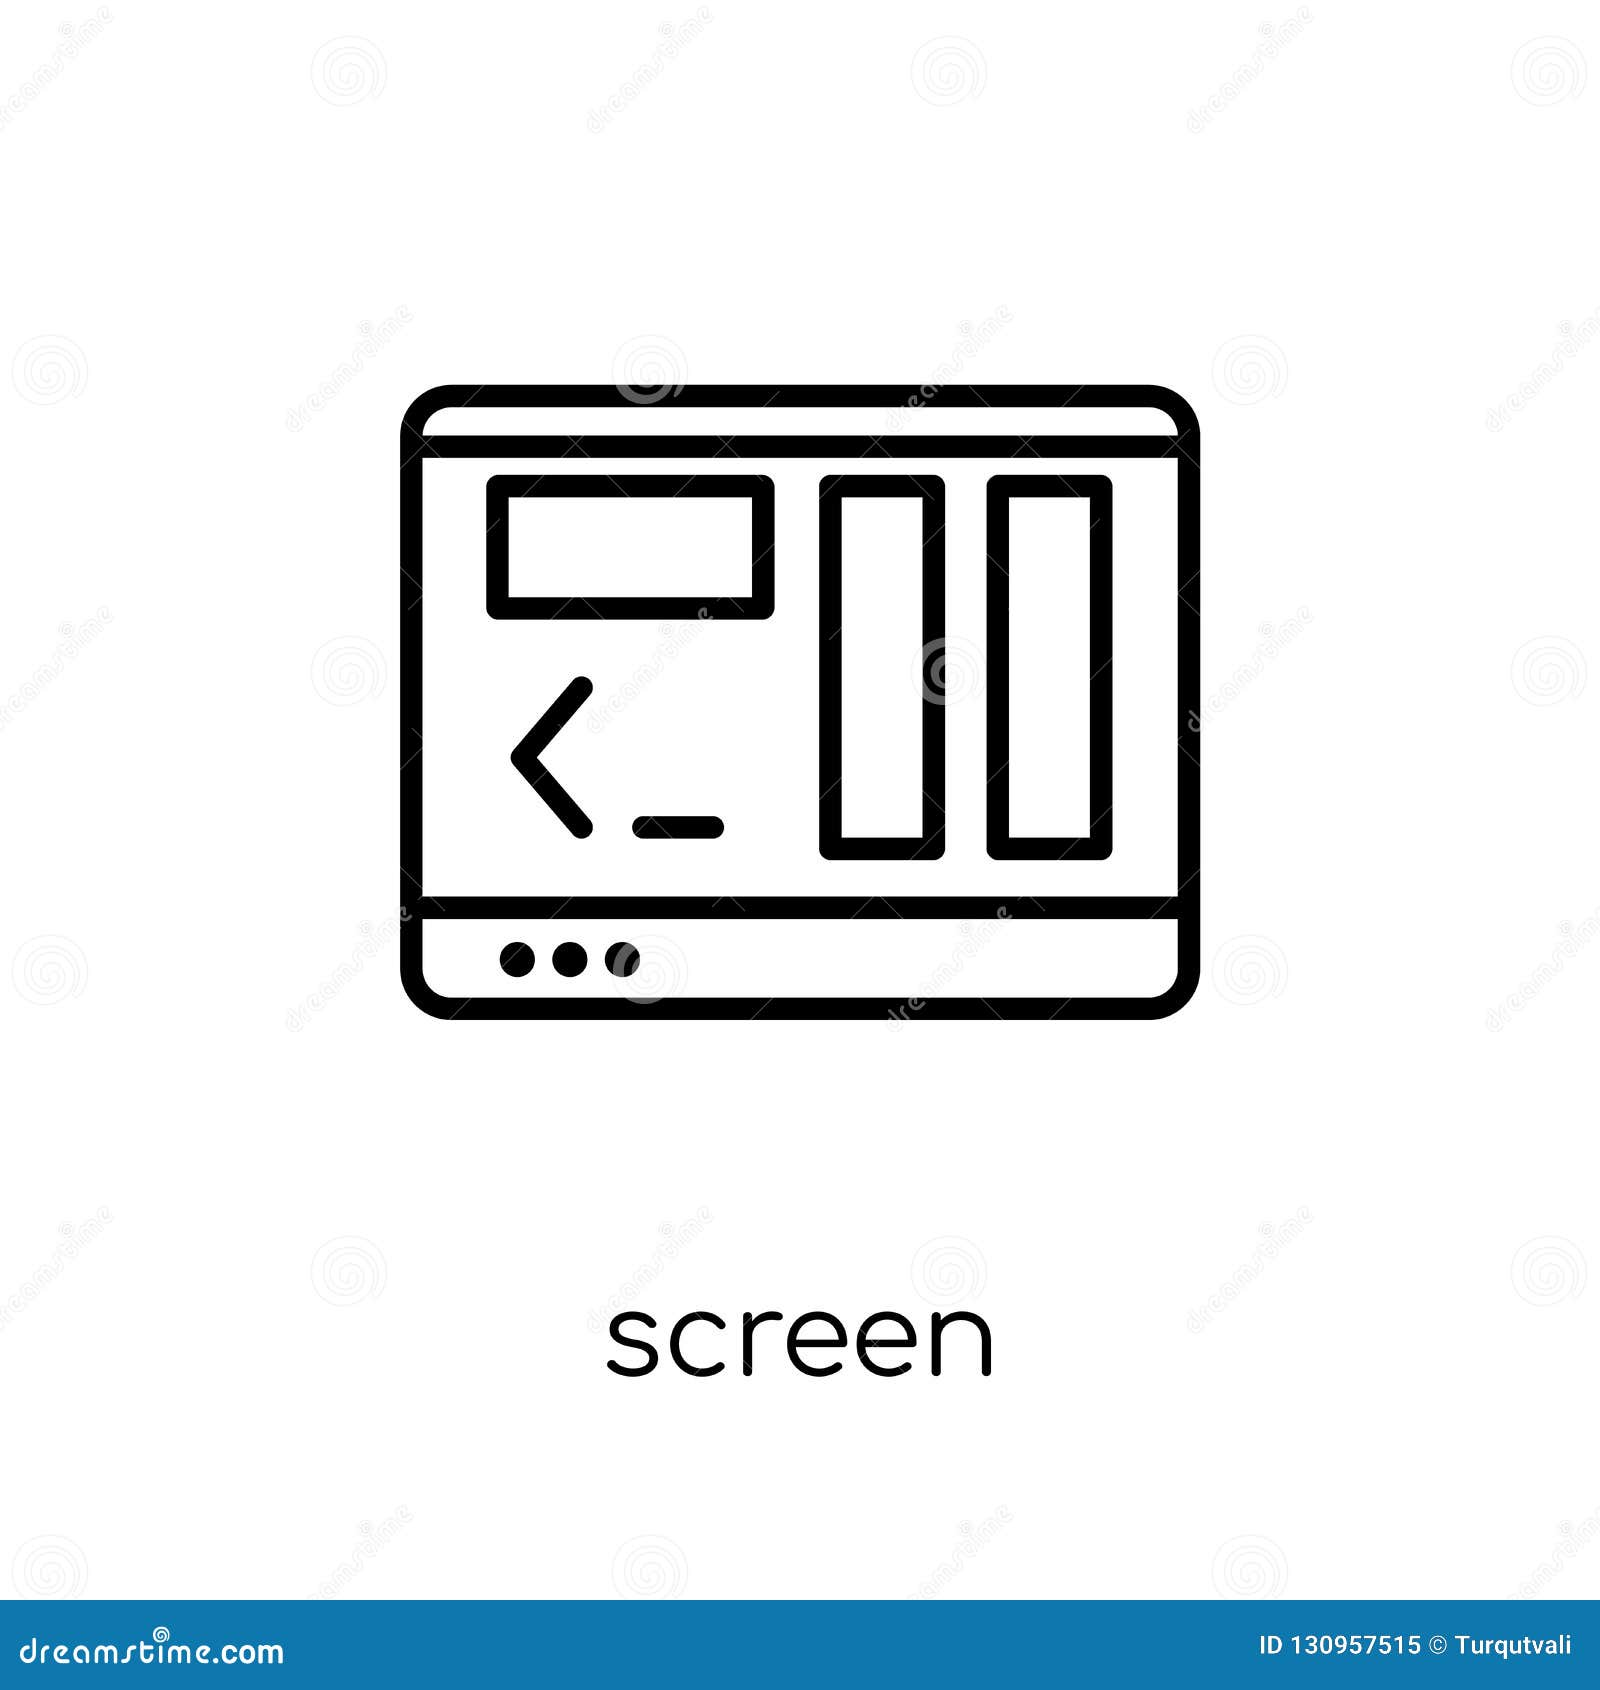 <_
screen
dreamstime.com
ID 130957515 © Turqutvali